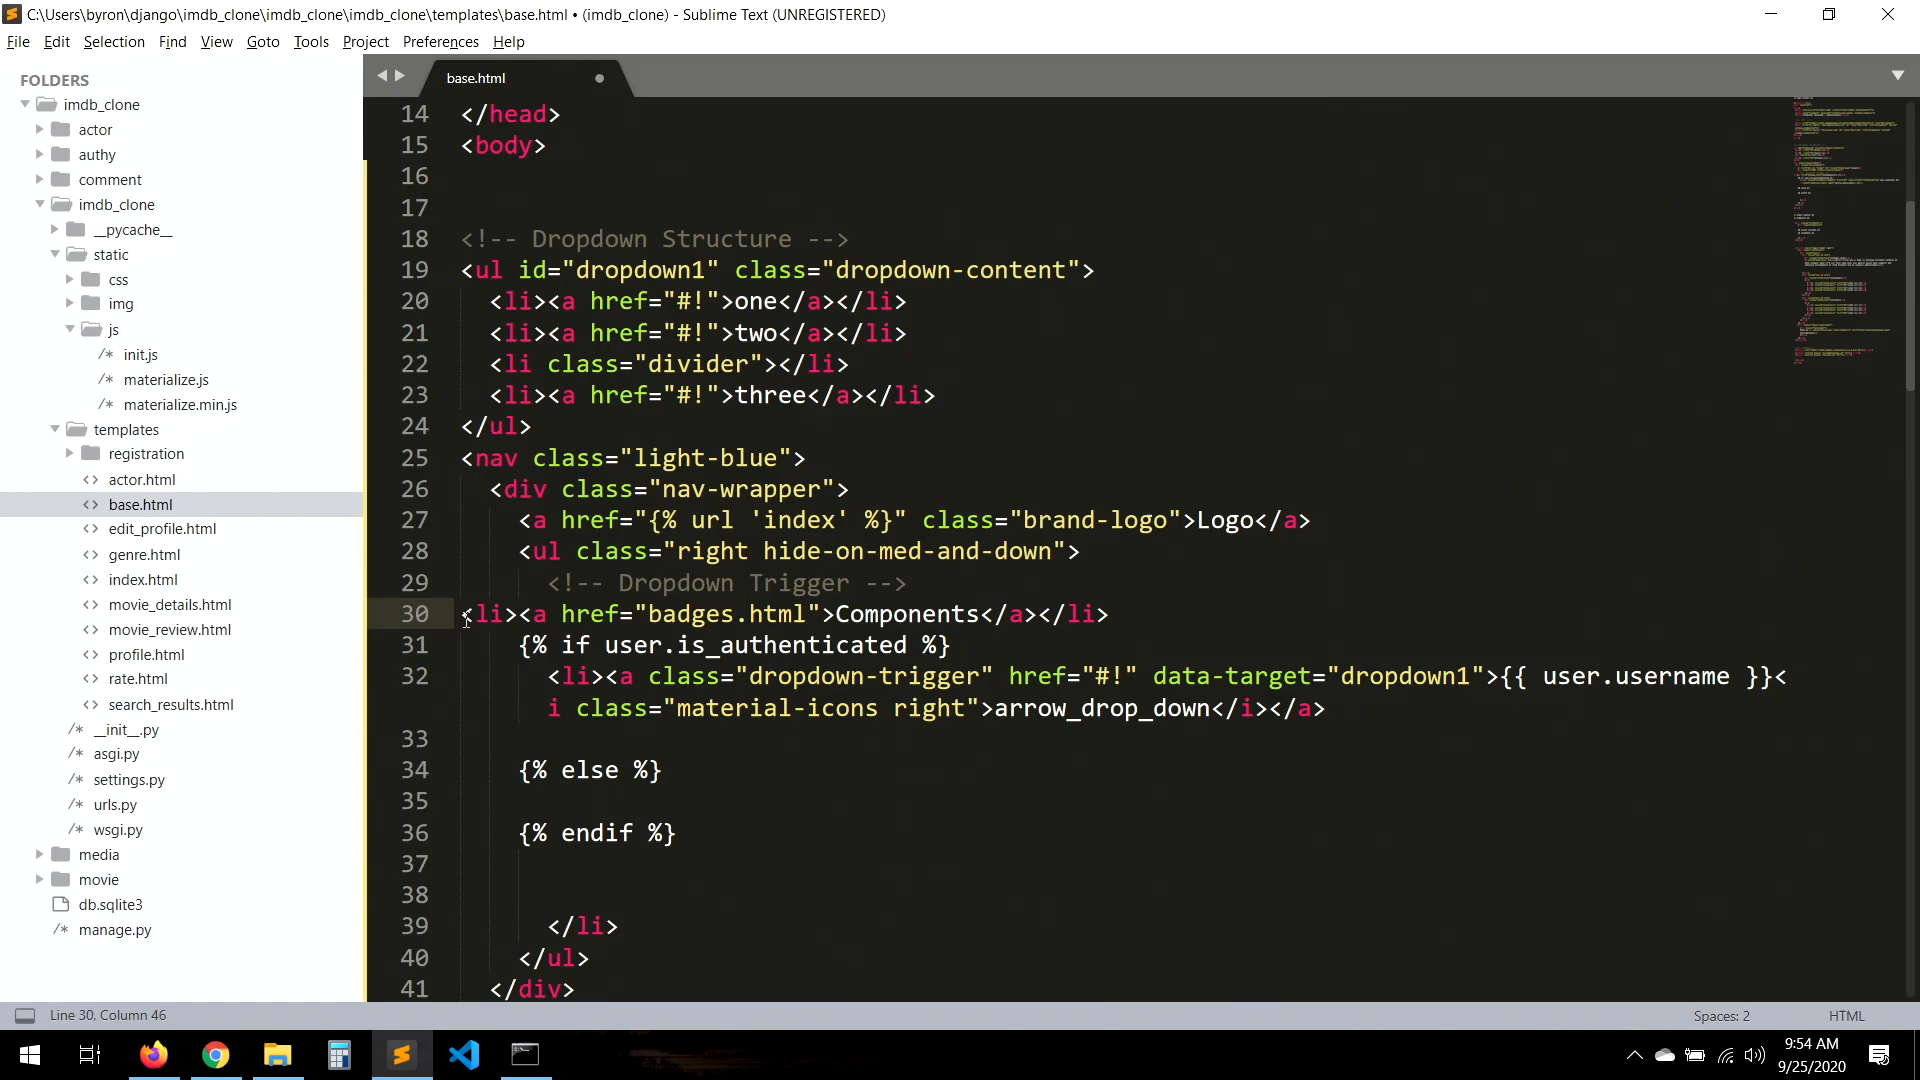 C:\Users\byron\django\imdb_clone\imdb_clone\imdb_clone\templates\base.html • (imdb_clone) - Sublime Text (UNREGISTERED)
File Edit Selection Find View Goto Tools Project Preferences Help
FOLDERS
imdb_clone
actor
authy
comment
imdb_clone
__pycache__
static
css
img
js
/* init.js
/* materialize.js
/* materialize.min.js
templates
registration
<> actor.html
<> base.html
<> edit_profile.html
<> genre.html
<> index.html
<> movie_details.html
<> movie_review.html
<> profile.html
<> rate.html
<> search_results.html
/* __init__.py
/* asgi.py
/* settings.py
/* urls.py
/* wsgi.py
media
movie
db.sqlite3
/* manage.py
base.html
14 </head>
15 <body>
16
17
18 <!-- Dropdown Structure -->
19 <ul id="dropdown1" class="dropdown-content">
20 <li><a href="#!">one</a></li>
21 <li><a href="#!">two</a></li>
22 <li class="divider"></li>
23 <li><a href="#!">three</a></li>
24 </ul>
25 <nav class="light-blue">
26 <div class="nav-wrapper">
27 <a href="{% url 'index' %}" class="brand-logo">Logo</a>
28 <ul class="right hide-on-med-and-down">
29 <!-- Dropdown Trigger -->
30 <li><a href="badges.html">Components</a></li>
31 {% if user.is_authenticated %}
32 <li><a class="dropdown-trigger" href="#!" data-target="dropdown1">{{ user.username }}<
i class="material-icons right">arrow_drop_down</i></a>
33
34 {% else %}
35
36 {% endif %}
37
38
39 </li>
40 </ul>
41 </div>
Line 30, Column 46
Spaces: 2
HTML
9:54 AM
9/25/2020